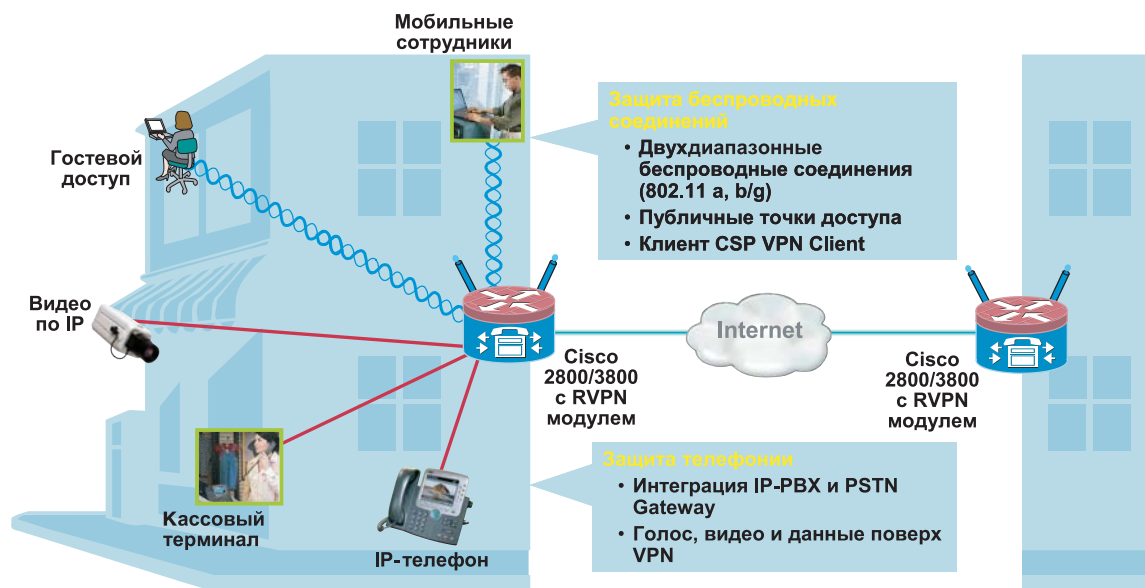 Мобильные
сотрудники
Гостевой
доступ
Защита беспроводных
соединений
• Двухдиапазонные
беспроводные соединения
(802.11 a, b/g)
• Публичные точки доступа
• Клиент CSP VPN Client
Видео
по IP
Internet
Cisco
2800/3800
с RVPN
модулем
Cisco
2800/3800
с RVPN
модулем
Защита телефонии
• Интеграция IP-PBX и PSTN
Gateway
• Голос, видео и данные поверх
VPN
Кассовый
терминал
IP-телефон